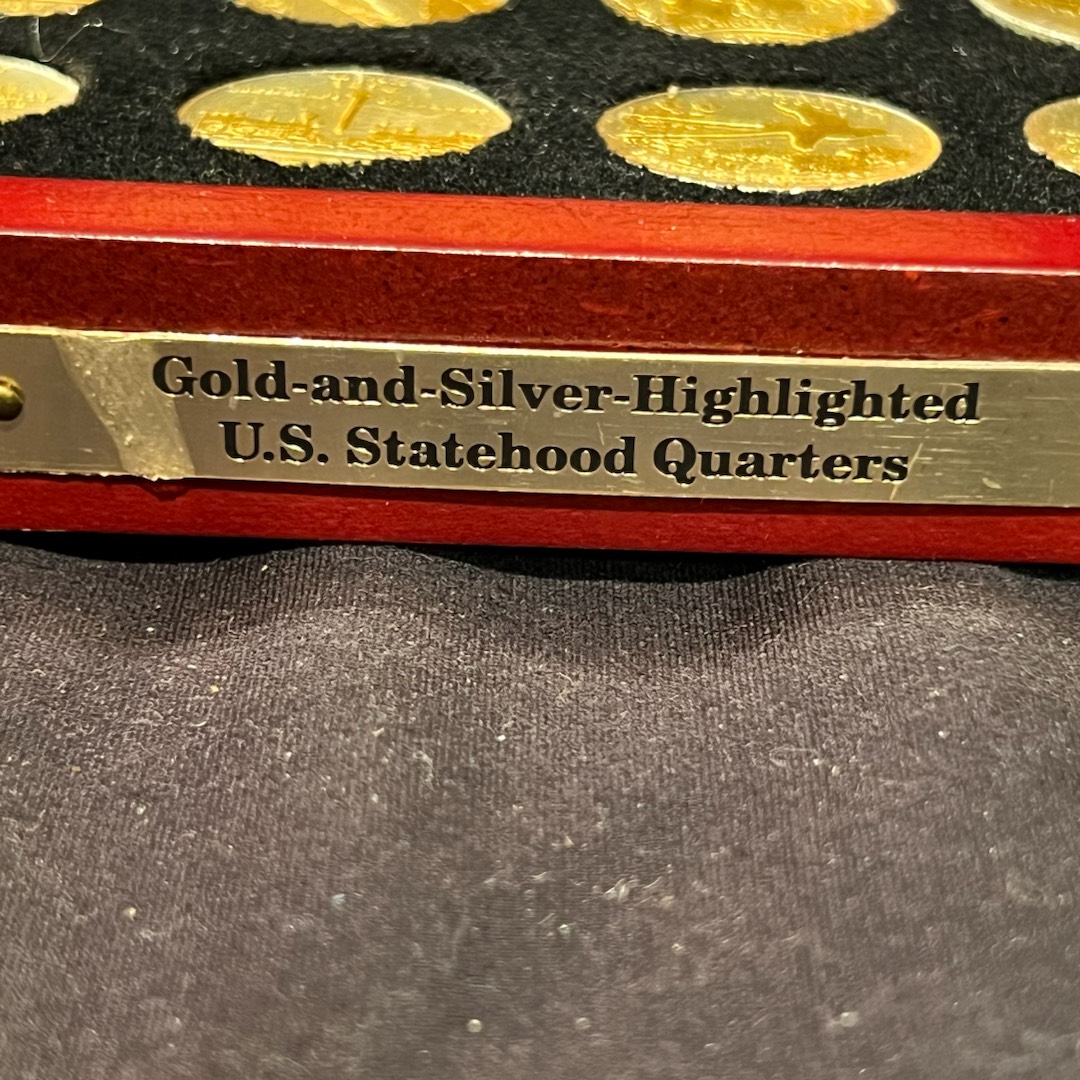 Gold-and-Silver-Highlighted
U.S. Statehood Quarters